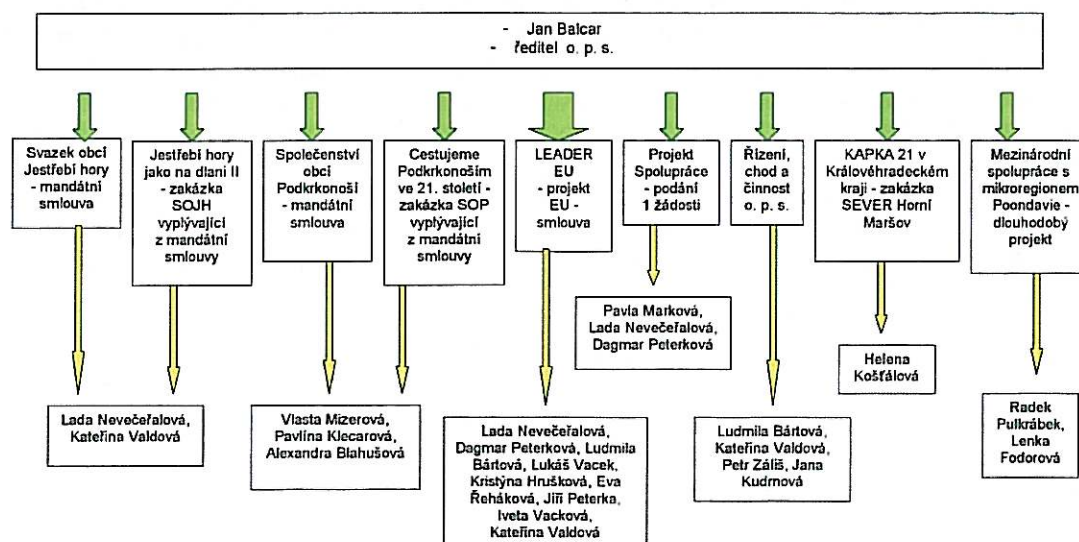 - Jan Balcar
- ředitel o. p. s.
Svazek obcí
Jestřebí hory
- mandátní
smlouva
Jestřebí hory
jako na dlani II
- zakázka
SOJH
vyplývající
z mandátní
smlouvy
Společenství
obcí
Podkrkonoší
- mandátní
smlouva
Cestujeme
Podkrkonoším
ve 21. století -
zakázka SOP
vyplývající
z mandátní
smlouvy
LEADER
EU
- projekt
EU -
smlouva
Projekt
Spolupráce
- podání
1 žádosti
Řízení,
chod a
činnost
o. p. s.
KAPKA 21 v
Královéhradeckém
kraji - zakázka
SEVER Horní
Maršov
Mezinárodní
spolupráce s
mikroregionem
Poondavie -
dlouhodobý
projekt
Lada Nevečeřalová,
Kateřina Valdová
Vlasta Mizerová,
Pavlína Klecarová,
Alexandra Blahušová
Lada Nevečeřalová,
Dagmar Peterková, Ludmila
Bártová, Lukáš Vacek,
Kristýna Hrušková, Eva
Řeháková, Jiří Peterka,
Iveta Vacková,
Kateřina Valdová
Pavla Marková,
Lada Nevečeřalová,
Dagmar Peterková
Ludmila Bártová,
Kateřina Valdová,
Petr Záliš, Jana
Kudrnová
Helena
Košťálová
Radek
Pulkrábek,
Lenka
Fodorová